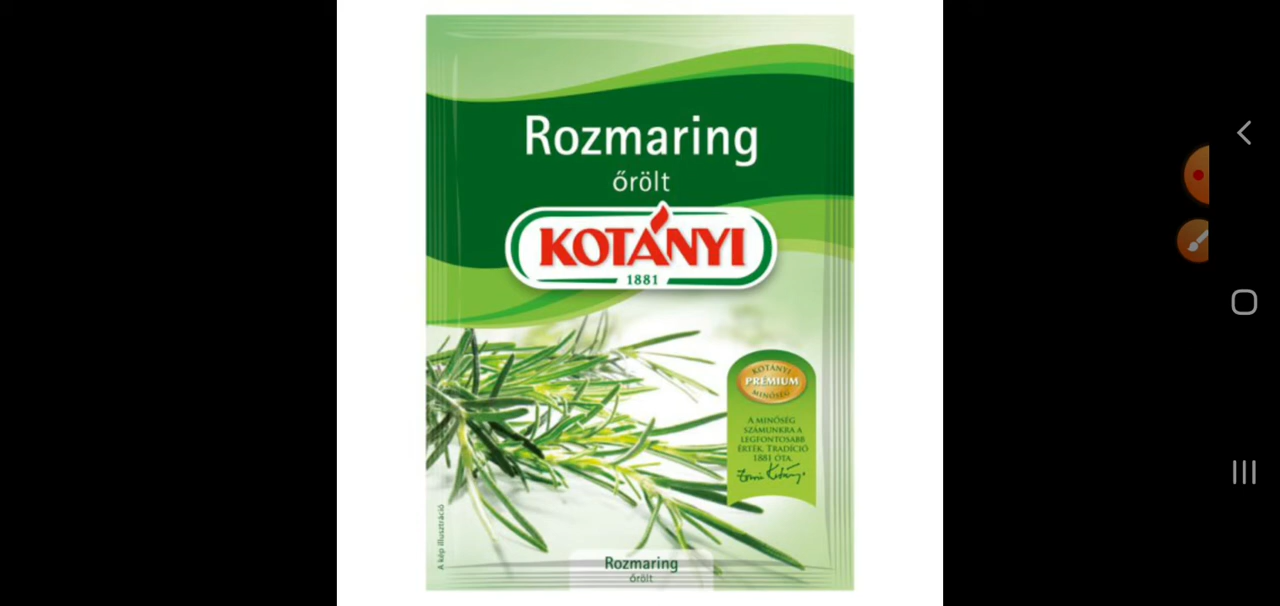 Rozmaring
őrölt
KOTÁNYI
1881
KOTÁNYI
PREMIUM
MINŐSÉG
A MINŐSÉG
SZÁMUNKRA A
LEGFONTOSABB
ÉRTÉK. TRADÍCIÓ
1881 ÓTA.
A kép illusztráció
Rozmaring
őrölt